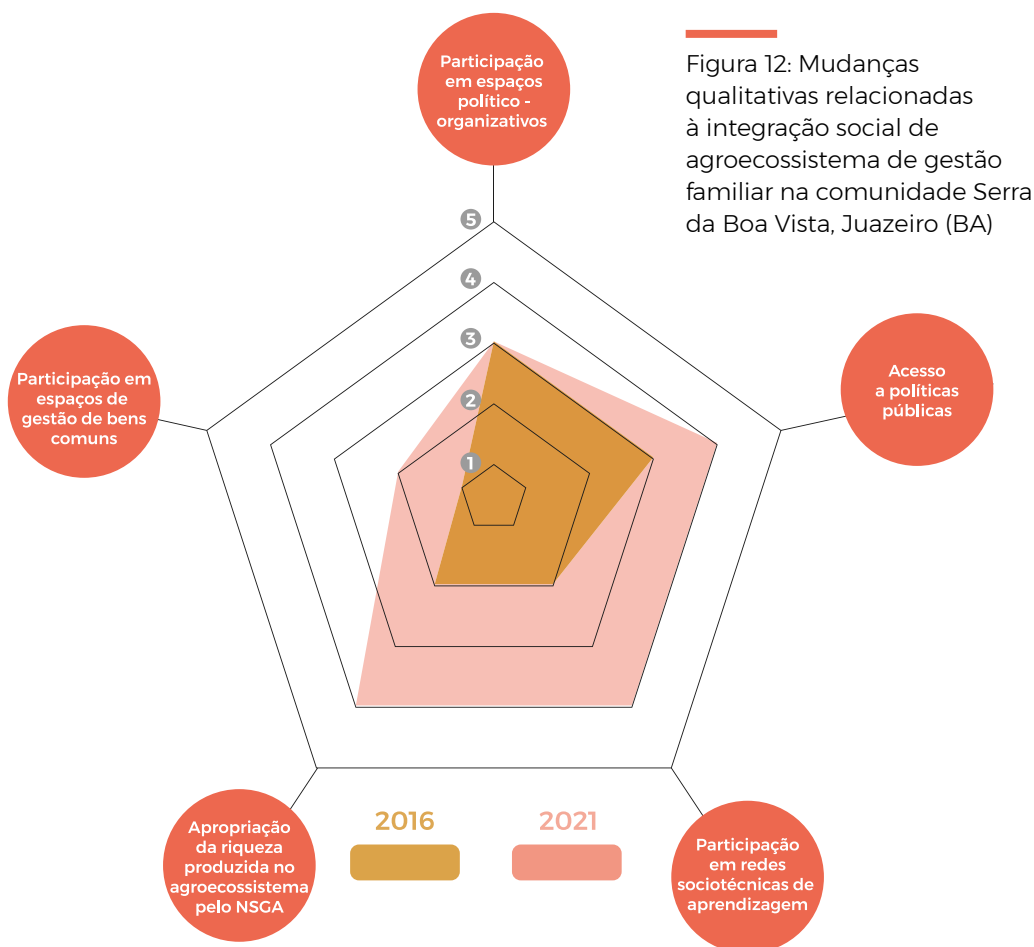 Participação
em espaços
político -
organizativos
Figura 12: Mudanças
qualitativas relacionadas
à integração social de
agroecossistema de gestão
familiar na comunidade Serra
da Boa Vista, Juazeiro (BA)
5
4
3
2
1
Participação em
espaços de
gestão de bens
comuns
Acesso
a políticas
públicas
Apropriação
da riqueza
produzida no
agroecossistema
pelo NSGA
2016
2021
Participação
em redes
sociotécnicas de
aprendizagem